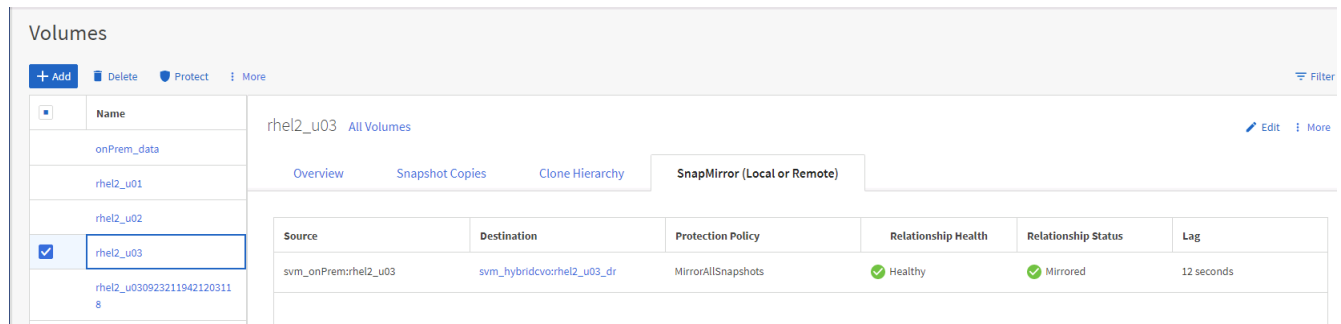 Volumes
+ Add Delete Protect More
Filter
Name
onPrem_data
rhel2_u01
rhel2_u02
rhel2_u03
rhel2_u030923211942120311
8
rhel2_u03 All Volumes
Edit More
Overview Snapshot Copies Clone Hierarchy SnapMirror (Local or Remote)
Source Destination Protection Policy Relationship Health Relationship Status Lag
svm_onPrem:rhel2_u03 svm_hybridcvo:rhel2_u03_dr MirrorAllSnapshots Healthy Mirrored 12 seconds